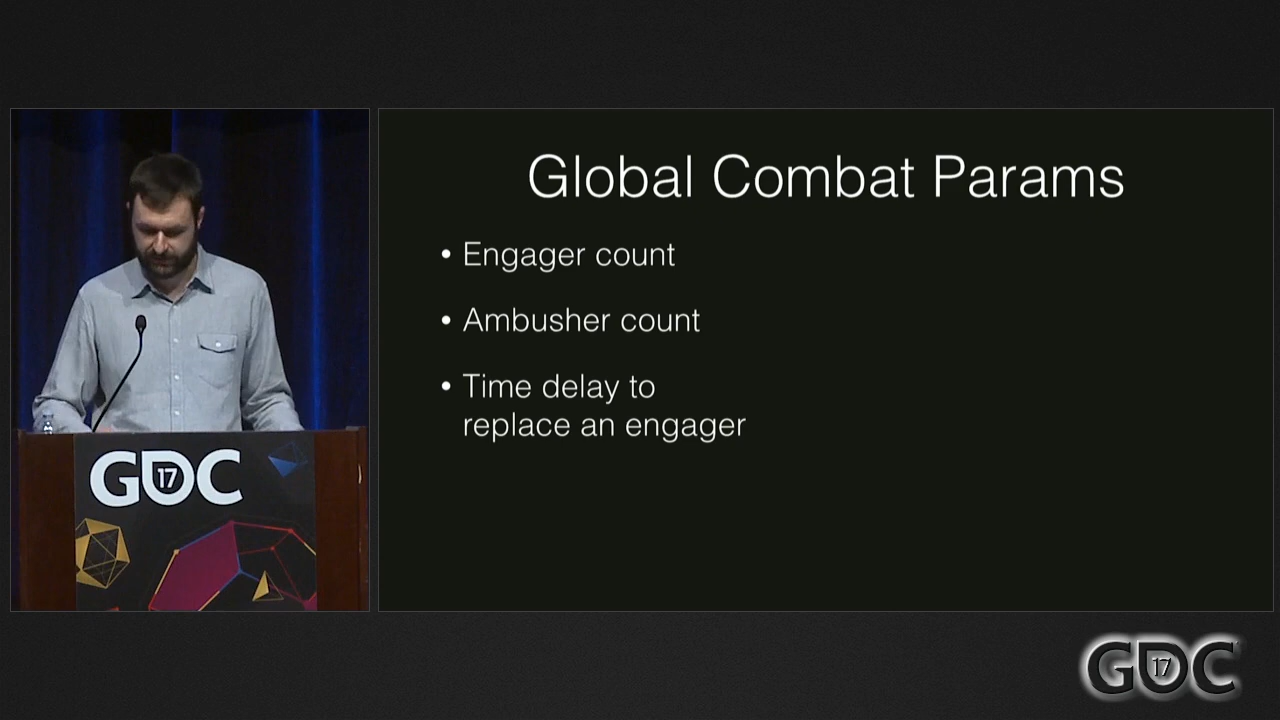 Global Combat Params
• Engager count
• Ambusher count
• Time delay to
replace an engager
GDC
17
GDC
17